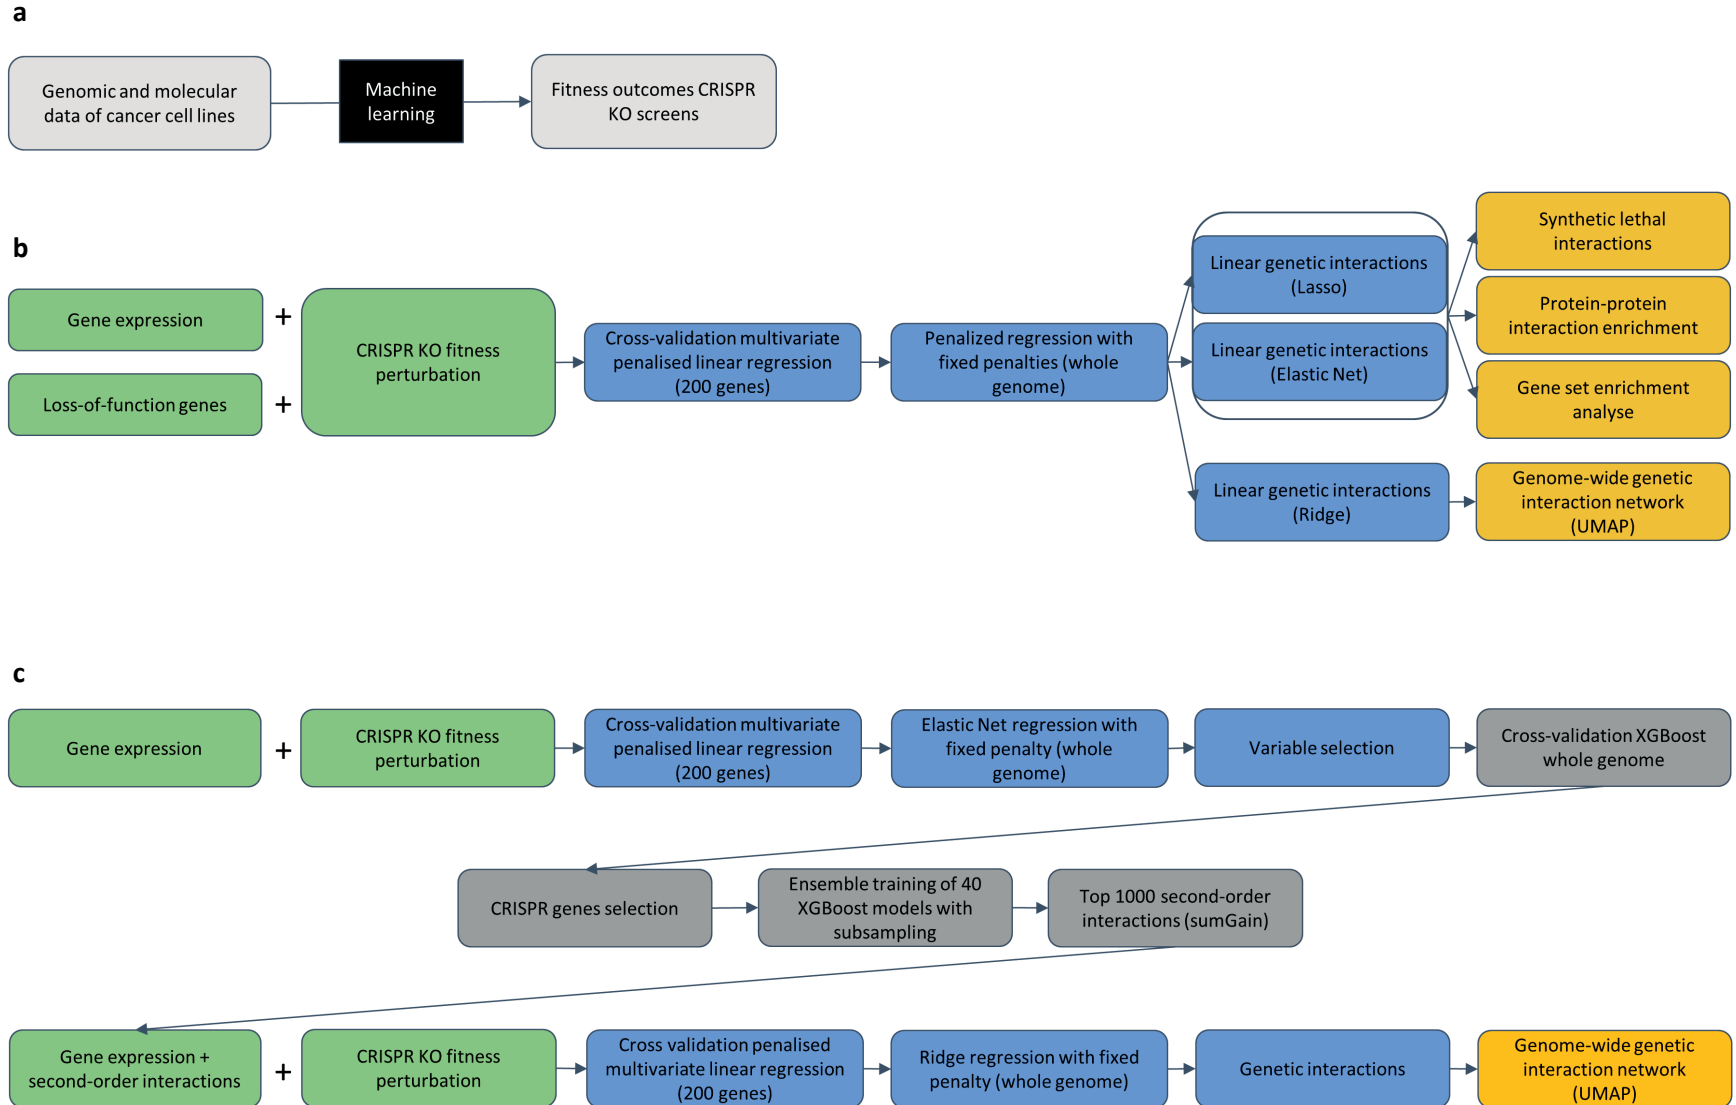 a
Genomic and molecular
data of cancer cell lines
Machine
learning
Fitness outcomes CRISPR
KO screens
b
Gene expression
+
Loss-of-function genes
+
CRISPR KO fitness
perturbation
Cross-validation multivariate
penalised linear regression
(200 genes)
Penalized regression with
fixed penalties (whole
genome)
Linear genetic interactions
(Lasso)
Linear genetic interactions
(Elastic Net)
Linear genetic interactions
(Ridge)
Synthetic lethal
interactions
Protein-protein
interaction enrichment
Gene set enrichment
analyse
Genome-wide genetic
interaction network
(UMAP)
c
Gene expression
+
CRISPR KO fitness
perturbation
Cross-validation multivariate
penalised linear regression
(200 genes)
Elastic Net regression with
fixed penalty (whole
genome)
Variable selection
Cross-validation XGBoost
whole genome
CRISPR genes selection
Ensemble training of 40
XGBoost models with
subsampling
Top 1000 second-order
interactions (sumGain)
Gene expression +
second-order interactions
+
CRISPR KO fitness
perturbation
Cross validation penalised
multivariate linear regression
(200 genes)
Ridge regression with fixed
penalty (whole genome)
Genetic interactions
Genome-wide genetic
interaction network
(UMAP)